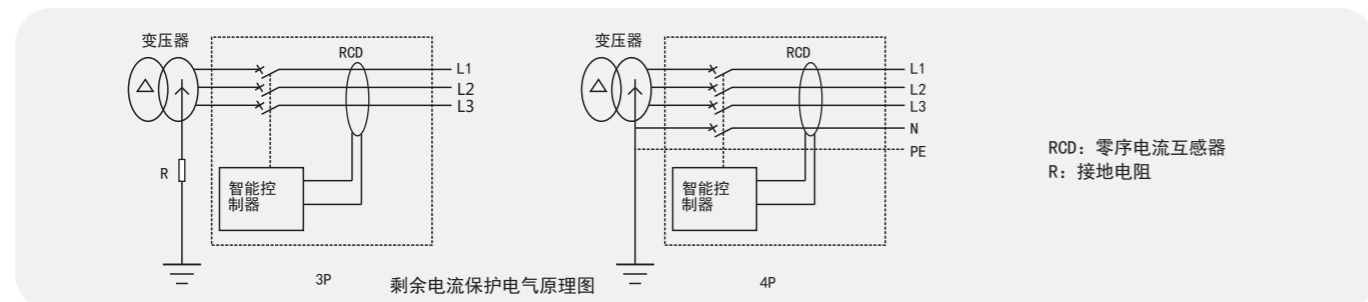 变压器
RCD
L1
L2
L3
R
智能控
制器
3P
变压器
RCD
L1
L2
L3
N
PE
智能控
制器
4P
RCD：零序电流互感器
R：接地电阻
剩余电流保护电气原理图